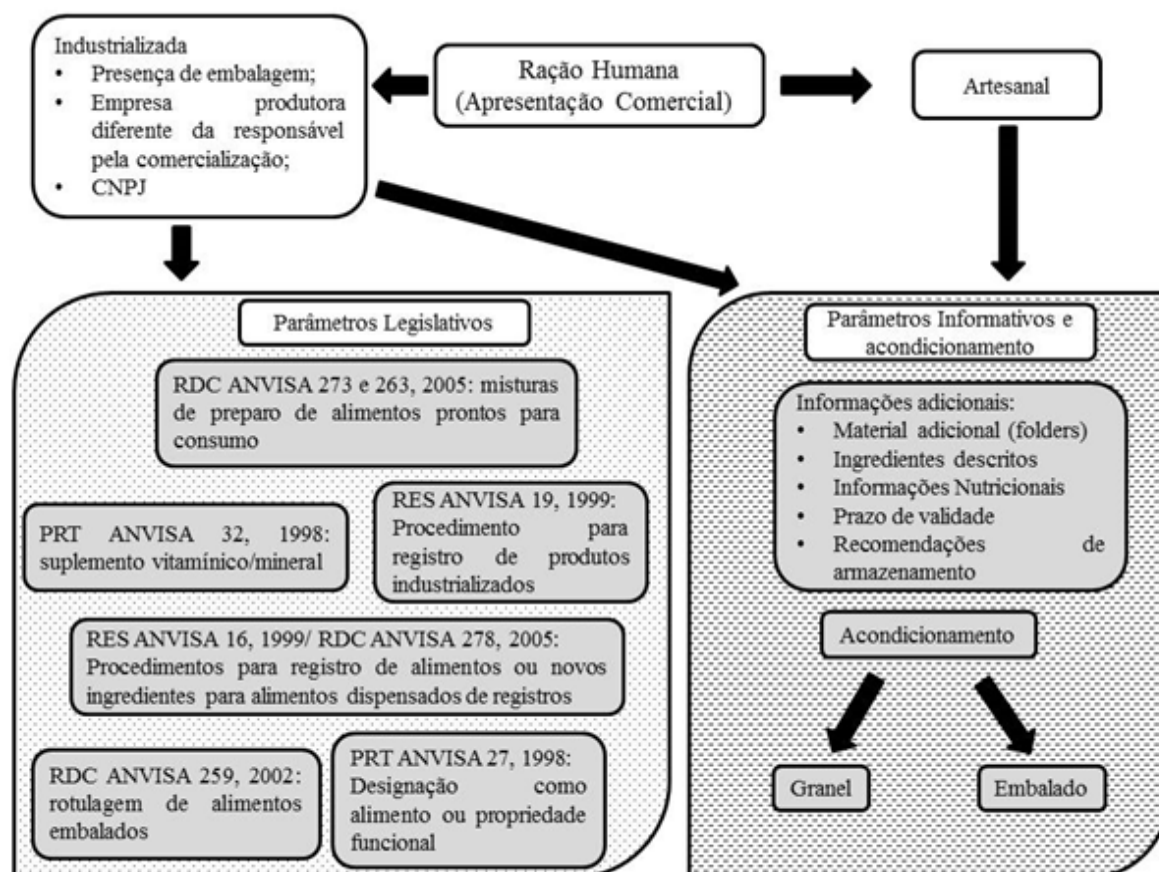 Industrializada
• Presença de embalagem;
• Empresa produtora
diferente da responsável
pela comercialização;
• CNPJ
Ração Humana
(Apresentação Comercial)
Artesanal
Parâmetros Legislativos
RDC ANVISA 273 e 263, 2005: misturas
de preparo de alimentos prontos para
consumo
PRT ANVISA 32, 1998:
suplemento vitamínico/mineral
RES ANVISA 19, 1999:
Procedimento para
registro de produtos
industrializados
RES ANVISA 16, 1999/ RDC ANVISA 278, 2005:
Procedimentos para registro de alimentos ou novos
ingredientes para alimentos dispensados de registros
RDC ANVISA 259, 2002:
rotulagem de alimentos
embalados
PRT ANVISA 27, 1998:
Designação como
alimento ou propriedade
funcional
Parâmetros Informativos e
acondicionamento
Informações adicionais:
• Material adicional (folders)
• Ingredientes descritos
• Informações Nutricionais
• Prazo de validade
• Recomendações de
armazenamento
Acondicionamento
Granel
Embalado